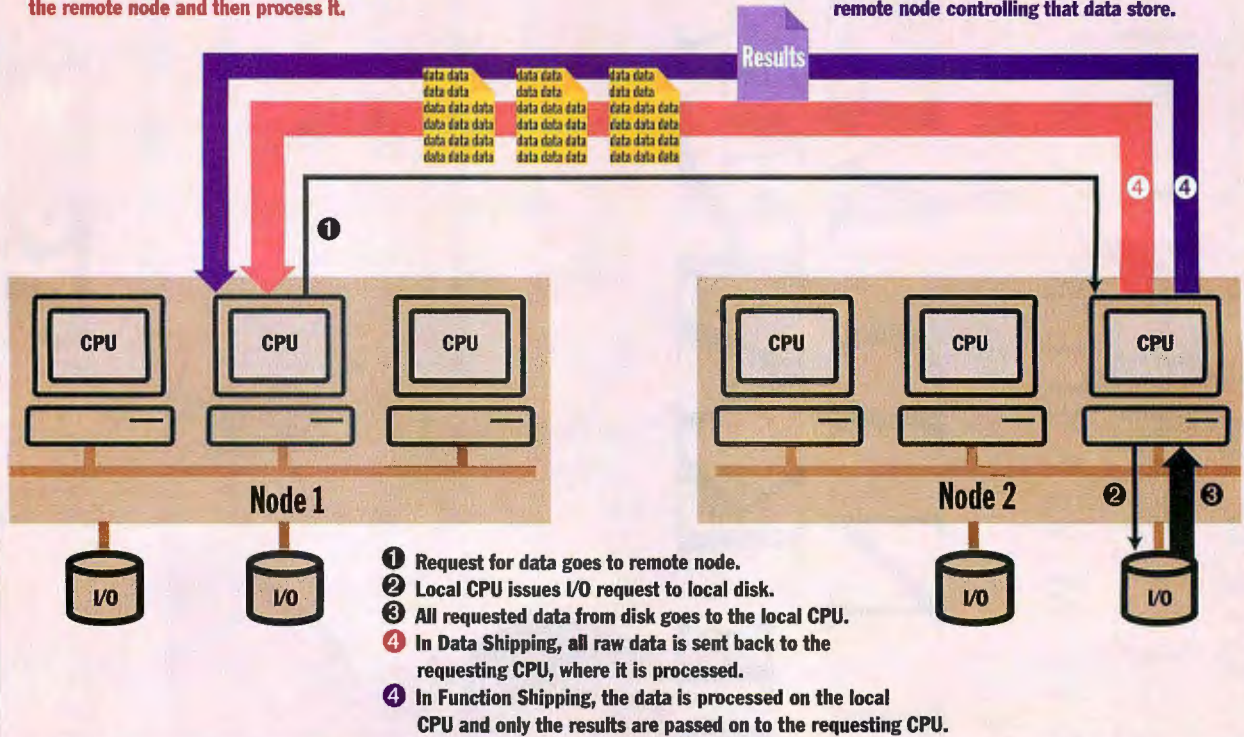 the remote node and then process it.
remote node controlling that data store.
Results
data data
data data
data data data
data data data
data data data
data data data
data data
data data
data data data
data data data
data data data
data data data
data data
data data
data data data
data data data
data data data
data data data
4 4
1
CPU CPU CPU
CPU CPU CPU
Node 1
Node 2
2 3
I/O I/O
I/O I/O
1 Request for data goes to remote node.
2 Local CPU issues I/O request to local disk.
3 All requested data from disk goes to the local CPU.
4 In Data Shipping, all raw data is sent back to the
requesting CPU, where it is processed.
4 In Function Shipping, the data is processed on the local
CPU and only the results are passed on to the requesting CPU.